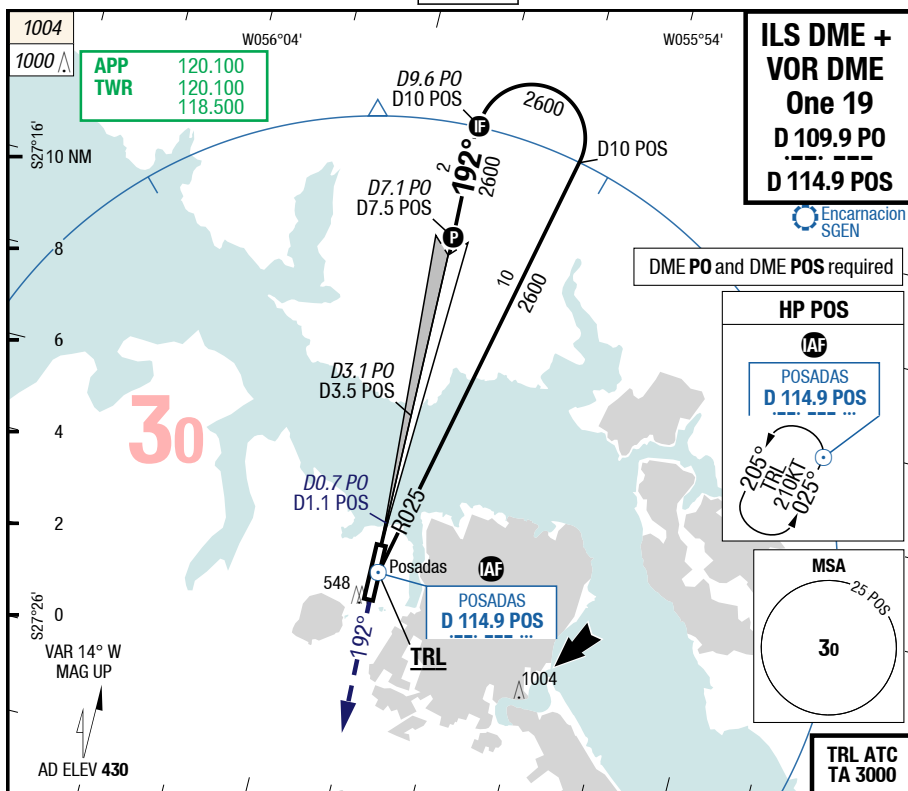 1004
1000
W056°04'
W055°54'
ILS DME +
VOR DME
One 19
D 109.9 PO
D 114.9 POS
APP 120.100
TWR 120.100
118.500
D9.6 PO
D10 POS
IF
2600
S27°16'
10 NM
D10 POS
2
192°
2600
D7.1 PO
D7.5 POS
P
Encarnacion
SGEN
8
DME PO and DME POS required
10
2600
HP POS
IAF
POSADAS
D 114.9 POS
6
D3.1 PO
D3.5 POS
30
4
205°
TRL
210KT
025°
D0.7 PO
D1.1 POS
R025
2
Posadas
IAF
MSA
25 POS
30
548
POSADAS
D 114.9 POS
0
S27°26'
192°
TRL
VAR 14° W
MAG UP
1004
AD ELEV 430
TRL ATC
TA 3000